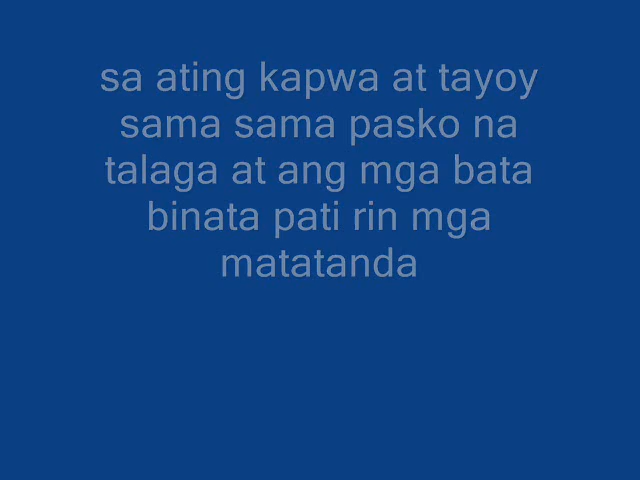 sa ating kapwa at tayoy
sama sama pasko na
talaga at ang mga bata
binata pati rin mga
matatanda